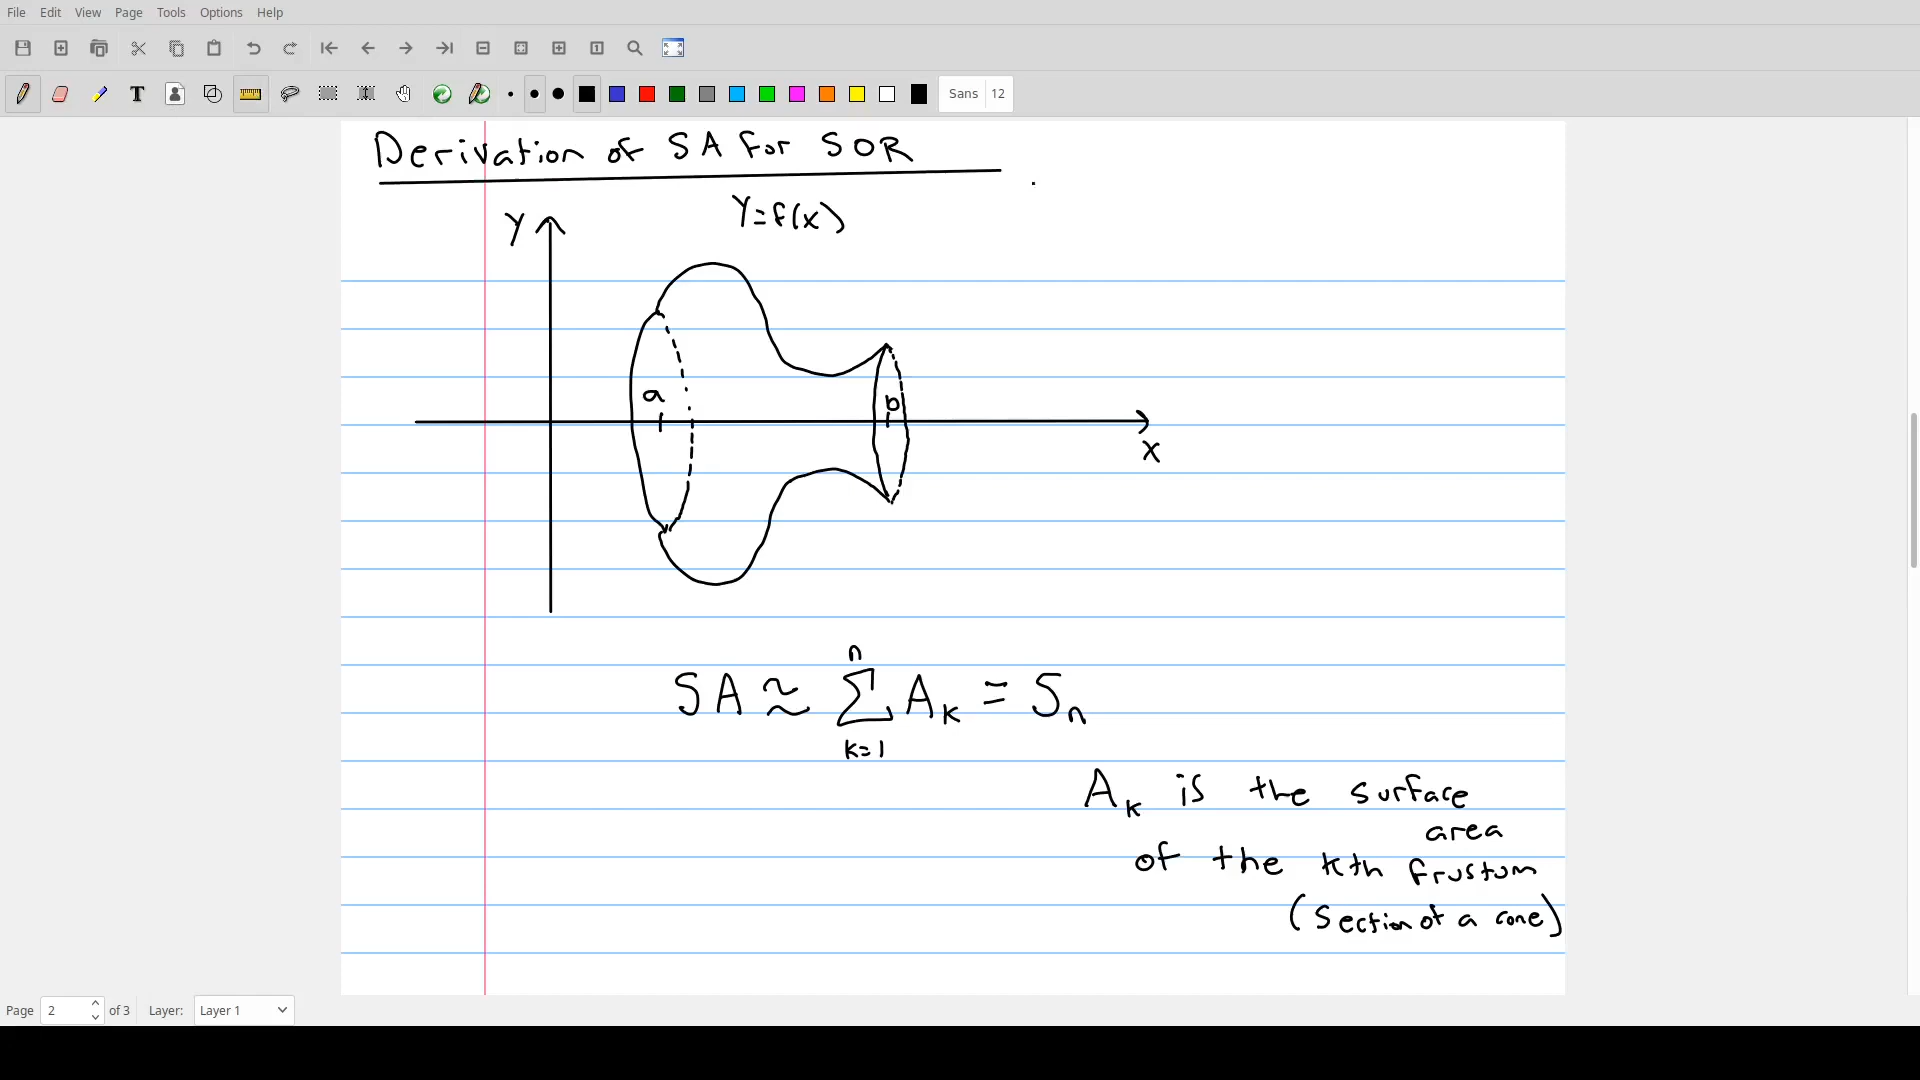 File Edit View Page Tools Options Help
T Sans 12
Derivation of SA for SOR
y=f(x)
y
a
b
x
n
SA ≈ ∑ A_k = S_n
k=1
A_k is the surface
area
of the kth frustum
(Section of a cone)
Page 2 of 3 Layer: Layer 1